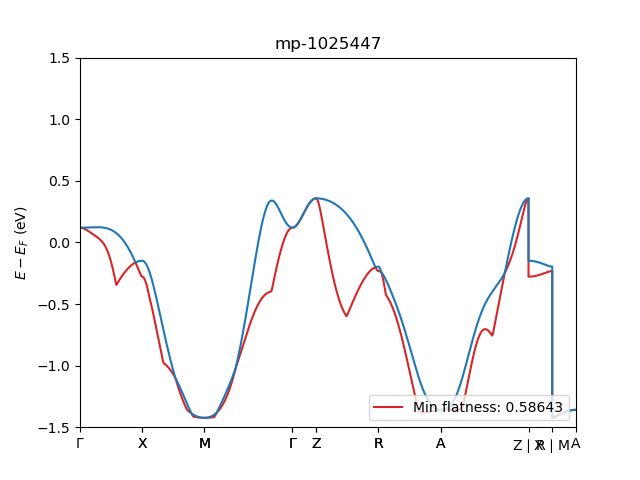 mp-1025447
1.5
1.0
0.5
0.0
−0.5
−1.0
−1.5
E − E_F (eV)
Min flatness: 0.58643
Γ X M Γ Z R A Z | X R | M A